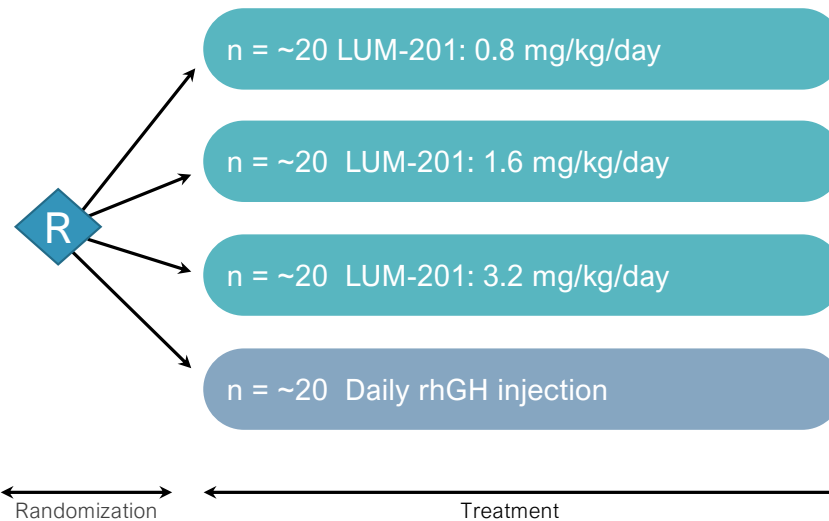 n = ~20 LUM-201: 0.8 mg/kg/day
n = ~20 LUM-201: 1.6 mg/kg/day
R
n = ~20 LUM-201: 3.2 mg/kg/day
n = ~20 Daily rhGH injection
Randomization
Treatment